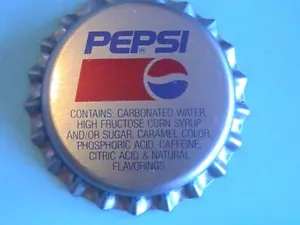 PEPSI
®
CONTAINS: CARBONATED WATER,
HIGH FRUCTOSE CORN SYRUP
AND/OR SUGAR, CARAMEL COLOR,
PHOSPHORIC ACID, CAFFEINE,
CITRIC ACID & NATURAL
FLAVORINGS